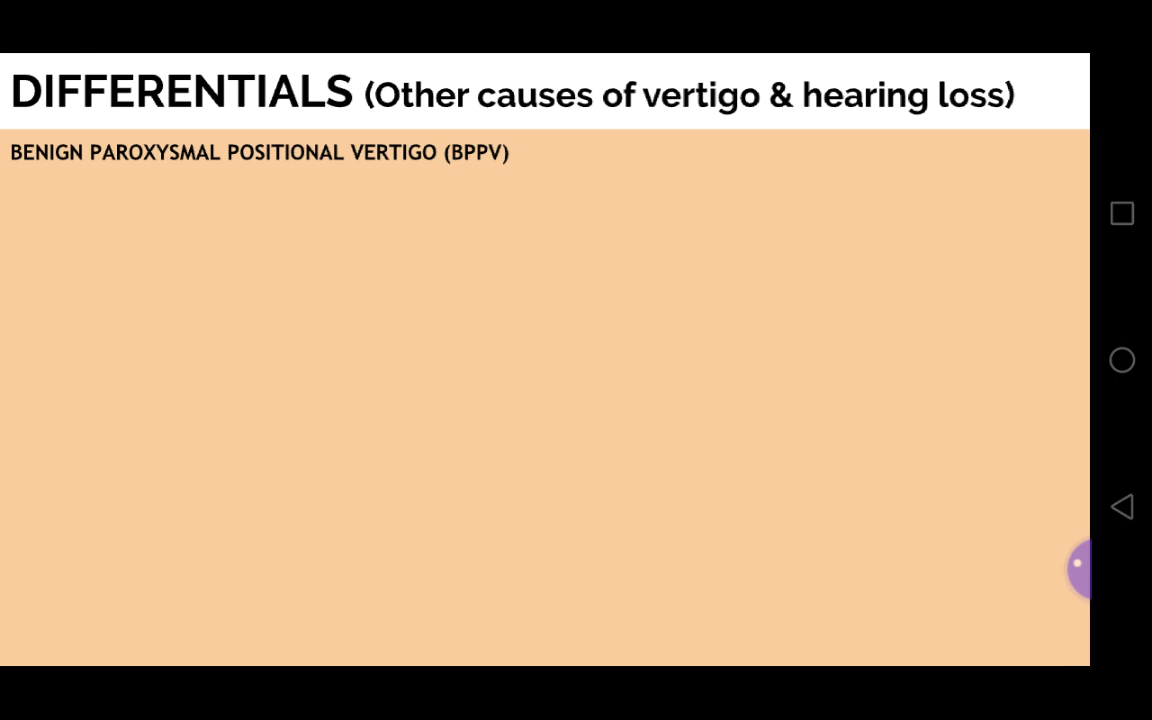 DIFFERENTIALS (Other causes of vertigo & hearing loss)
BENIGN PAROXYSMAL POSITIONAL VERTIGO (BPPV)